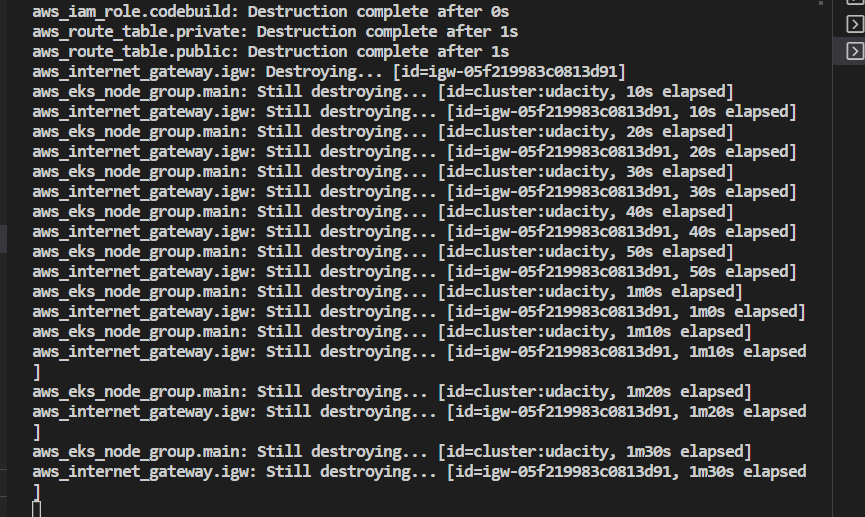 aws_iam_role.codebuild: Destruction complete after 0s
aws_route_table.private: Destruction complete after 1s
aws_route_table.public: Destruction complete after 1s
aws_internet_gateway.igw: Destroying... [id=igw-05f219983c0813d91]
aws_eks_node_group.main: Still destroying... [id=cluster:udacity, 10s elapsed]
aws_internet_gateway.igw: Still destroying... [id=igw-05f219983c0813d91, 10s elapsed]
aws_eks_node_group.main: Still destroying... [id=cluster:udacity, 20s elapsed]
aws_internet_gateway.igw: Still destroying... [id=igw-05f219983c0813d91, 20s elapsed]
aws_eks_node_group.main: Still destroying... [id=cluster:udacity, 30s elapsed]
aws_internet_gateway.igw: Still destroying... [id=igw-05f219983c0813d91, 30s elapsed]
aws_eks_node_group.main: Still destroying... [id=cluster:udacity, 40s elapsed]
aws_internet_gateway.igw: Still destroying... [id=igw-05f219983c0813d91, 40s elapsed]
aws_eks_node_group.main: Still destroying... [id=cluster:udacity, 50s elapsed]
aws_internet_gateway.igw: Still destroying... [id=igw-05f219983c0813d91, 50s elapsed]
aws_eks_node_group.main: Still destroying... [id=cluster:udacity, 1m0s elapsed]
aws_internet_gateway.igw: Still destroying... [id=igw-05f219983c0813d91, 1m0s elapsed]
aws_eks_node_group.main: Still destroying... [id=cluster:udacity, 1m10s elapsed]
aws_internet_gateway.igw: Still destroying... [id=igw-05f219983c0813d91, 1m10s elapsed
]
aws_eks_node_group.main: Still destroying... [id=cluster:udacity, 1m20s elapsed]
aws_internet_gateway.igw: Still destroying... [id=igw-05f219983c0813d91, 1m20s elapsed
]
aws_eks_node_group.main: Still destroying... [id=cluster:udacity, 1m30s elapsed]
aws_internet_gateway.igw: Still destroying... [id=igw-05f219983c0813d91, 1m30s elapsed
]